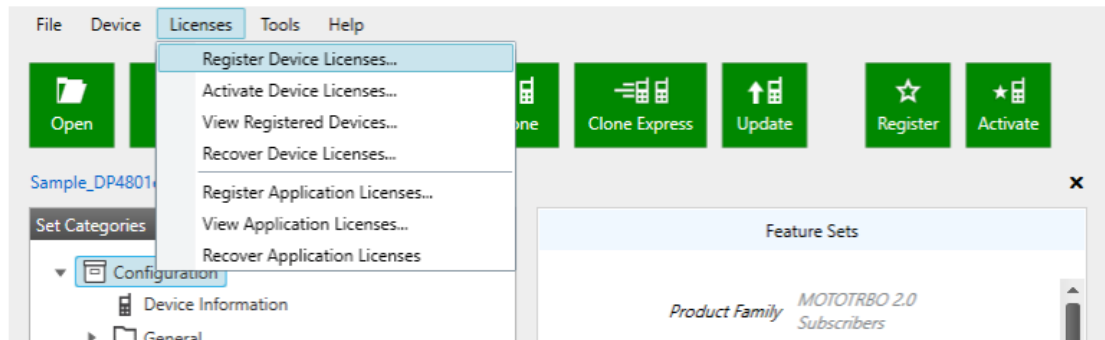 File Device Licenses Tools Help
Register Device Licenses...
Activate Device Licenses...
View Registered Devices...
Recover Device Licenses...
Register Application Licenses...
View Application Licenses...
Recover Application Licenses
Open Clone Express Update Register Activate
Set Categories
Feature Sets
Configuration
Device Information
Product Family MOTOTRBO 2.0
Subscribers
General